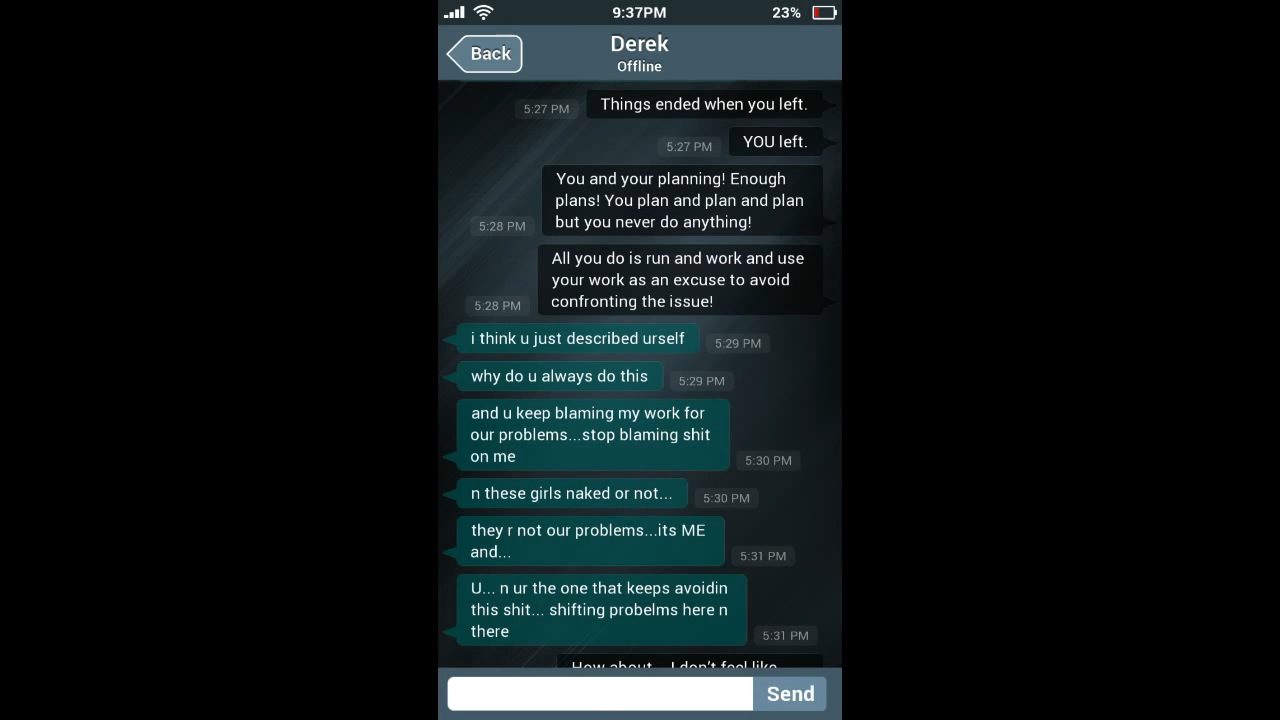 9:37PM
23%
Back
Derek
Offline
5:27 PM
Things ended when you left.
5:27 PM
YOU left.
You and your planning! Enough
plans! You plan and plan and plan
but you never do anything!
5:28 PM
All you do is run and work and use
your work as an excuse to avoid
confronting the issue!
5:28 PM
i think u just described urself
5:29 PM
why do u always do this
5:29 PM
and u keep blaming my work for
our problems...stop blaming shit
on me
5:30 PM
n these girls naked or not...
5:30 PM
they r not our problems...its ME
and...
5:31 PM
U... n ur the one that keeps avoidin
this shit... shifting probelms here n
there
5:31 PM
How about... I don't feel like
Send